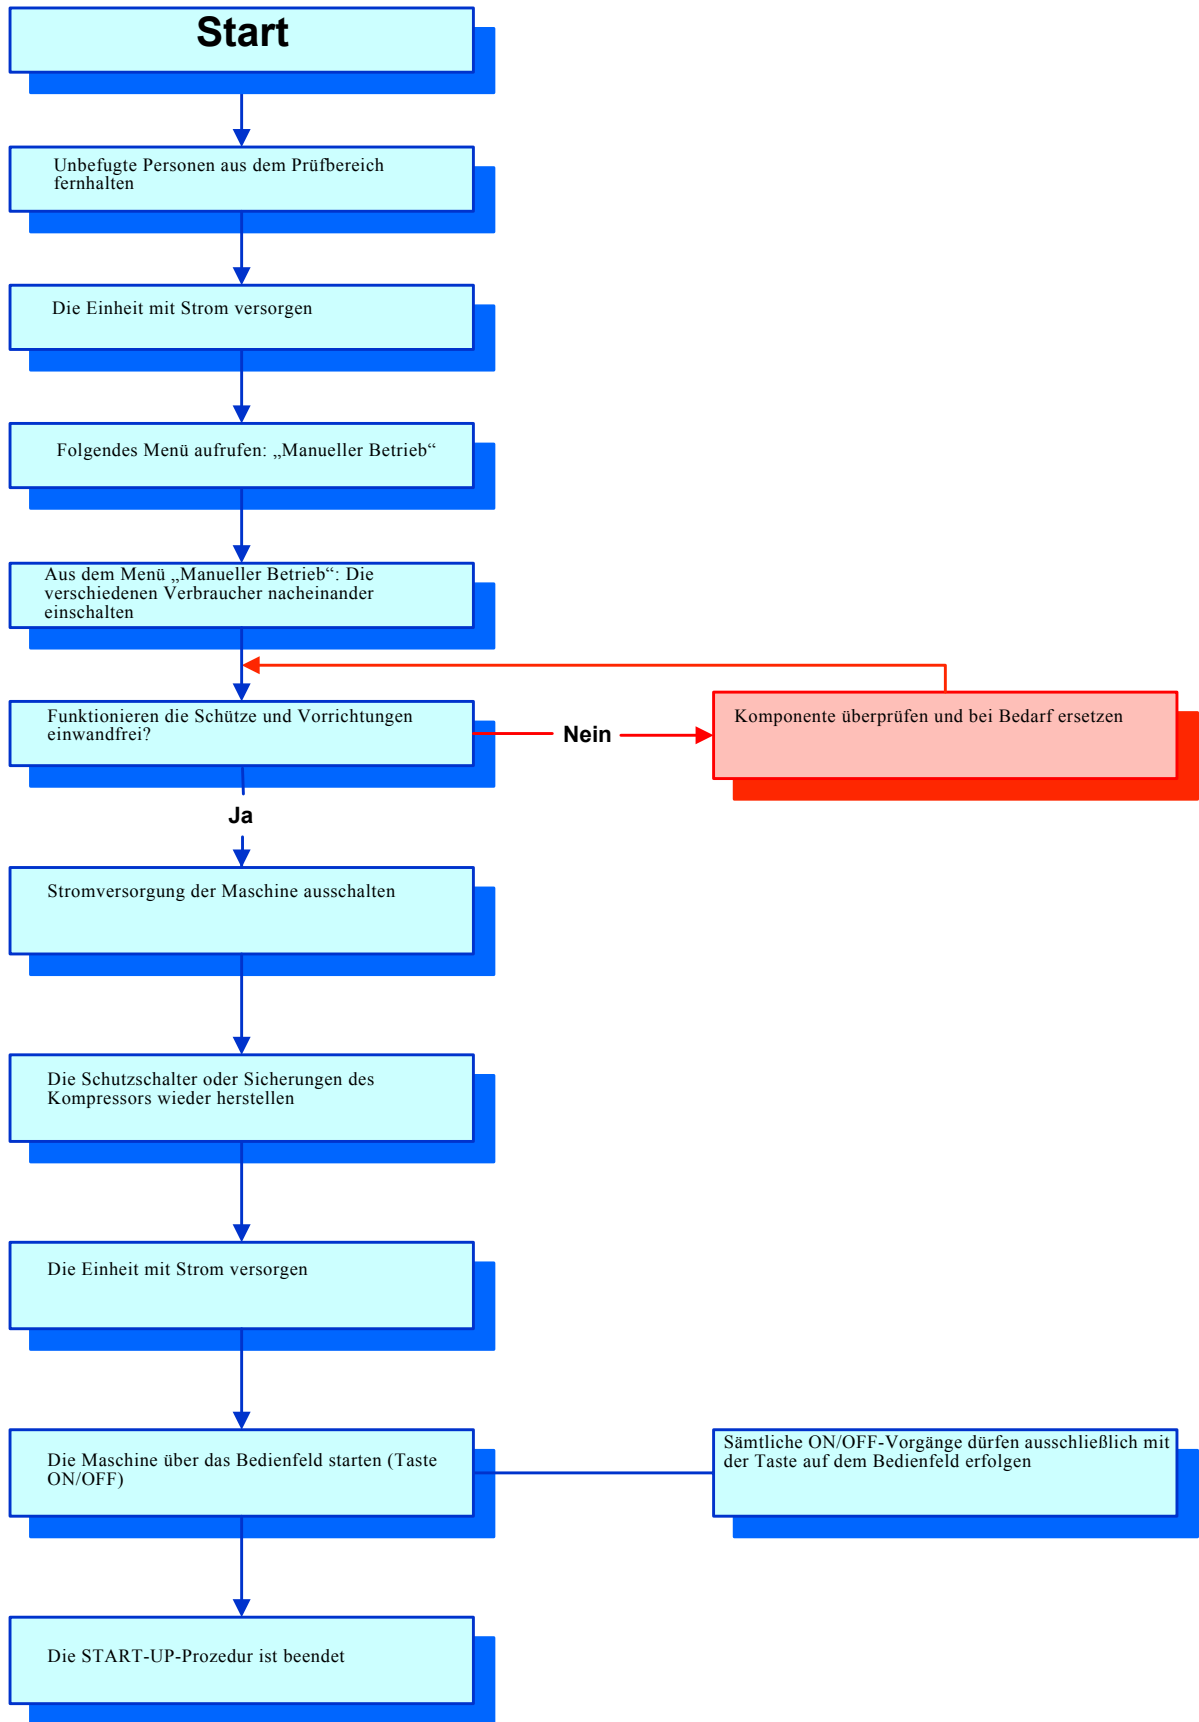 Start
Unbefugte Personen aus dem Prüfbereich
fernhalten
Die Einheit mit Strom versorgen
Folgendes Menü aufrufen: „Manueller Betrieb“
Aus dem Menü „Manueller Betrieb“: Die
verschiedenen Verbraucher nacheinander
einschalten
Funktionieren die Schütze und Vorrichtungen
einwandfrei?
Nein
Komponente überprüfen und bei Bedarf ersetzen
Ja
Stromversorgung der Maschine ausschalten
Die Schutzschalter oder Sicherungen des
Kompressors wieder herstellen
Die Einheit mit Strom versorgen
Die Maschine über das Bedienfeld starten (Taste
ON/OFF)
Sämtliche ON/OFF-Vorgänge dürfen ausschließlich mit
der Taste auf dem Bedienfeld erfolgen
Die START-UP-Prozedur ist beendet